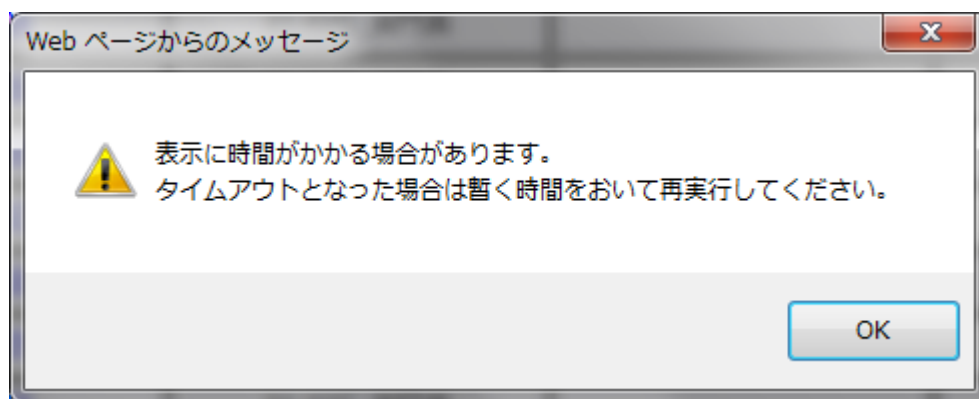 Web ページからのメッセージ
表示に時間がかかる場合があります。
タイムアウトとなった場合は暫く時間をおいて再実行してください。
OK